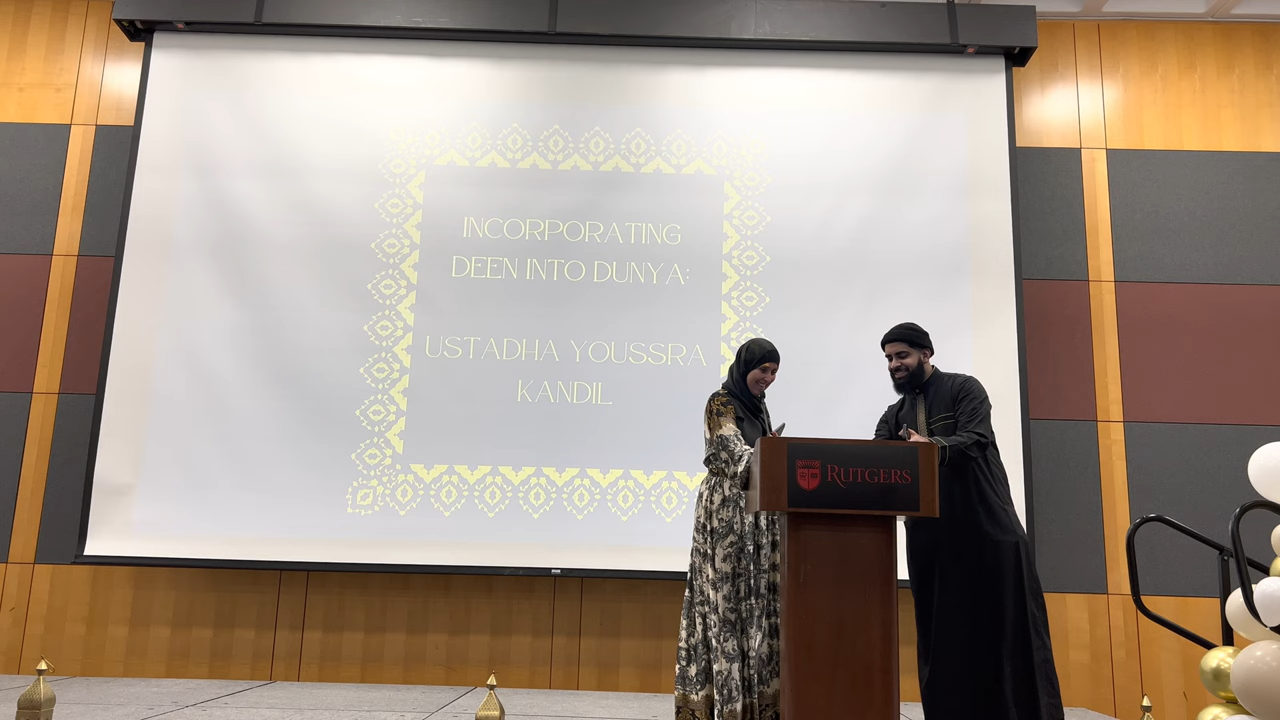 INCORPORATING
DEEN INTO DUNYA:
USTADHA YOUSSRA
KANDIL
RUTGERS